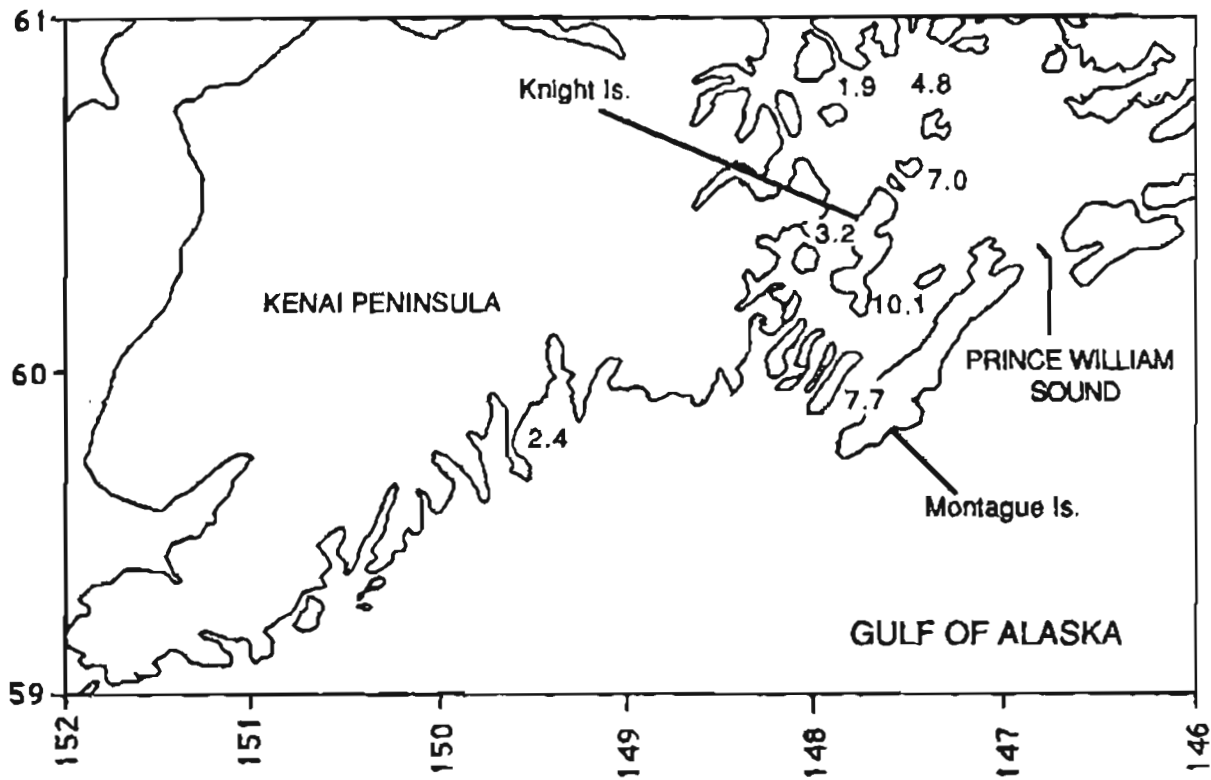 61
Knight Is.
1.9
4.8
7.0
3.2
KENAI PENINSULA
10.1
60
PRINCE WILLIAM
SOUND
7.7
2.4
Montague Is.
GULF OF ALASKA
59
152
151
150
149
148
147
146